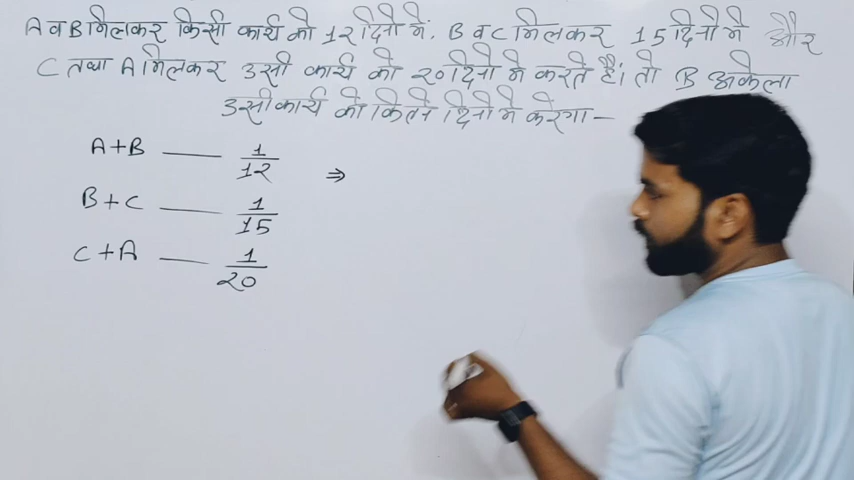 A व B मिलकर किसी कार्य को 12 दिनों में, B व C मिलकर 15 दिनों में और
C तथा A मिलकर उसी कार्य को 20 दिनों में करते हैं। तो B अकेला
उसी कार्य को कितने दिनों में करेगा —
A+B — 1/12 ⇒
B+C — 1/15
C+A — 1/20